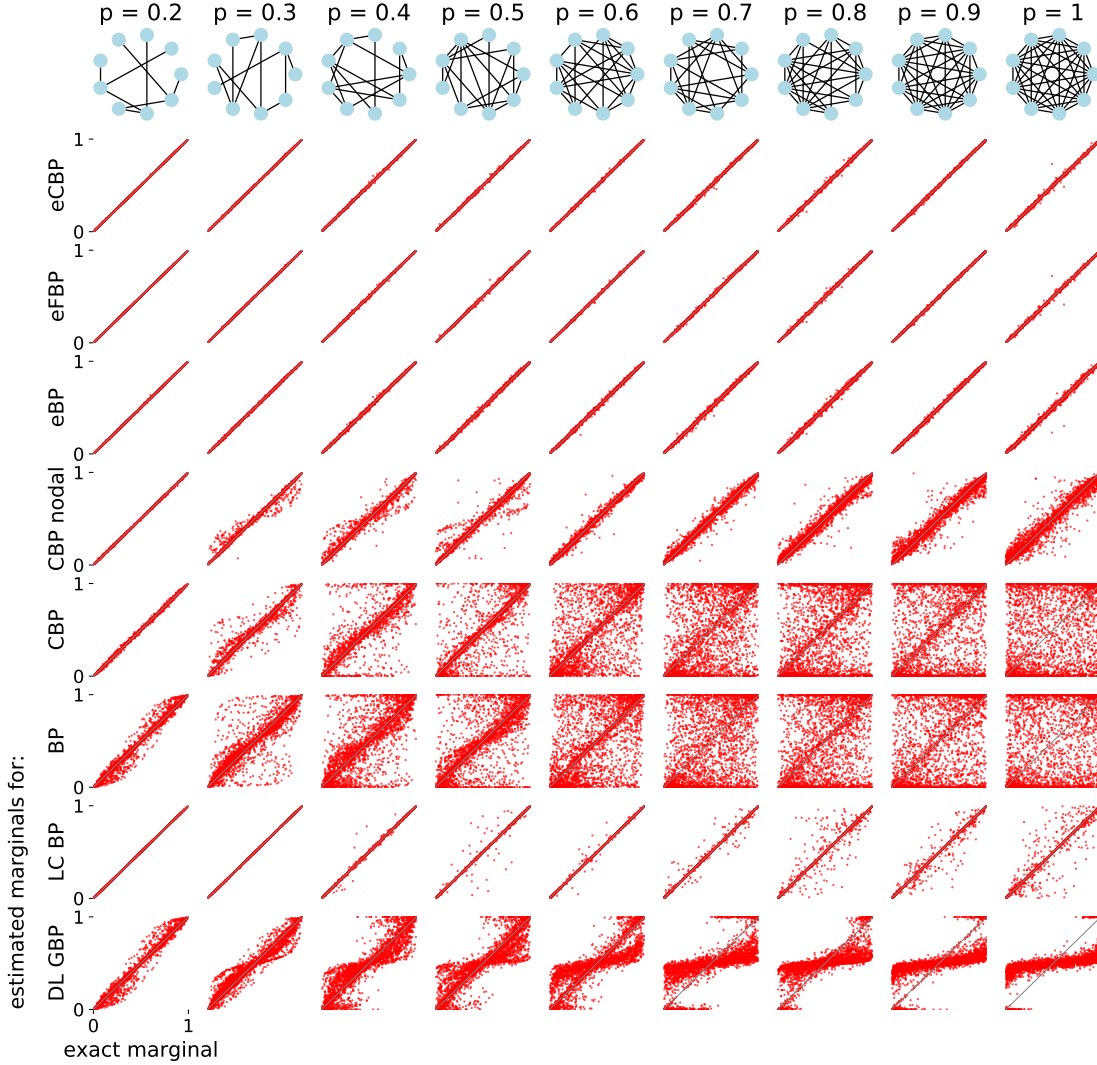 p = 0.2 p = 0.3 p = 0.4 p = 0.5 p = 0.6 p = 0.7 p = 0.8 p = 0.9 p = 1
1
eCBP
0
1
eFBP
0
1
eBP
0
1
CBP nodal
0
1
CBP
0
1
BP
0
1
LC BP
0
1
DL GBP
0
estimated marginals for:
0 1
exact marginal